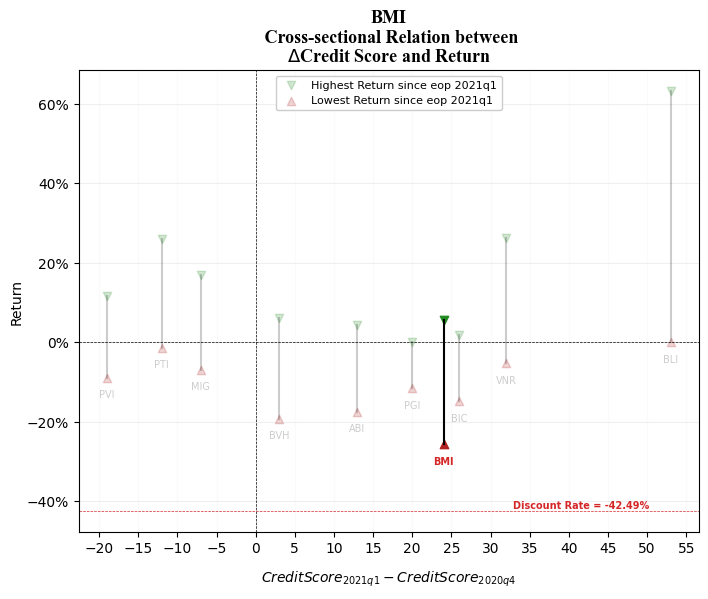 BMI
Cross-sectional Relation between
ΔCredit Score and Return
Highest Return since eop 2021q1
Lowest Return since eop 2021q1
Return
60%
40%
20%
0%
−20%
−40%
PVI
PTI
MIG
BVH
ABI
PGI
BMI
BIC
VNR
BLI
Discount Rate = -42.49%
−20 −15 −10 −5 0 5 10 15 20 25 30 35 40 45 50 55
CreditScore2021q1 − CreditScore2020q4